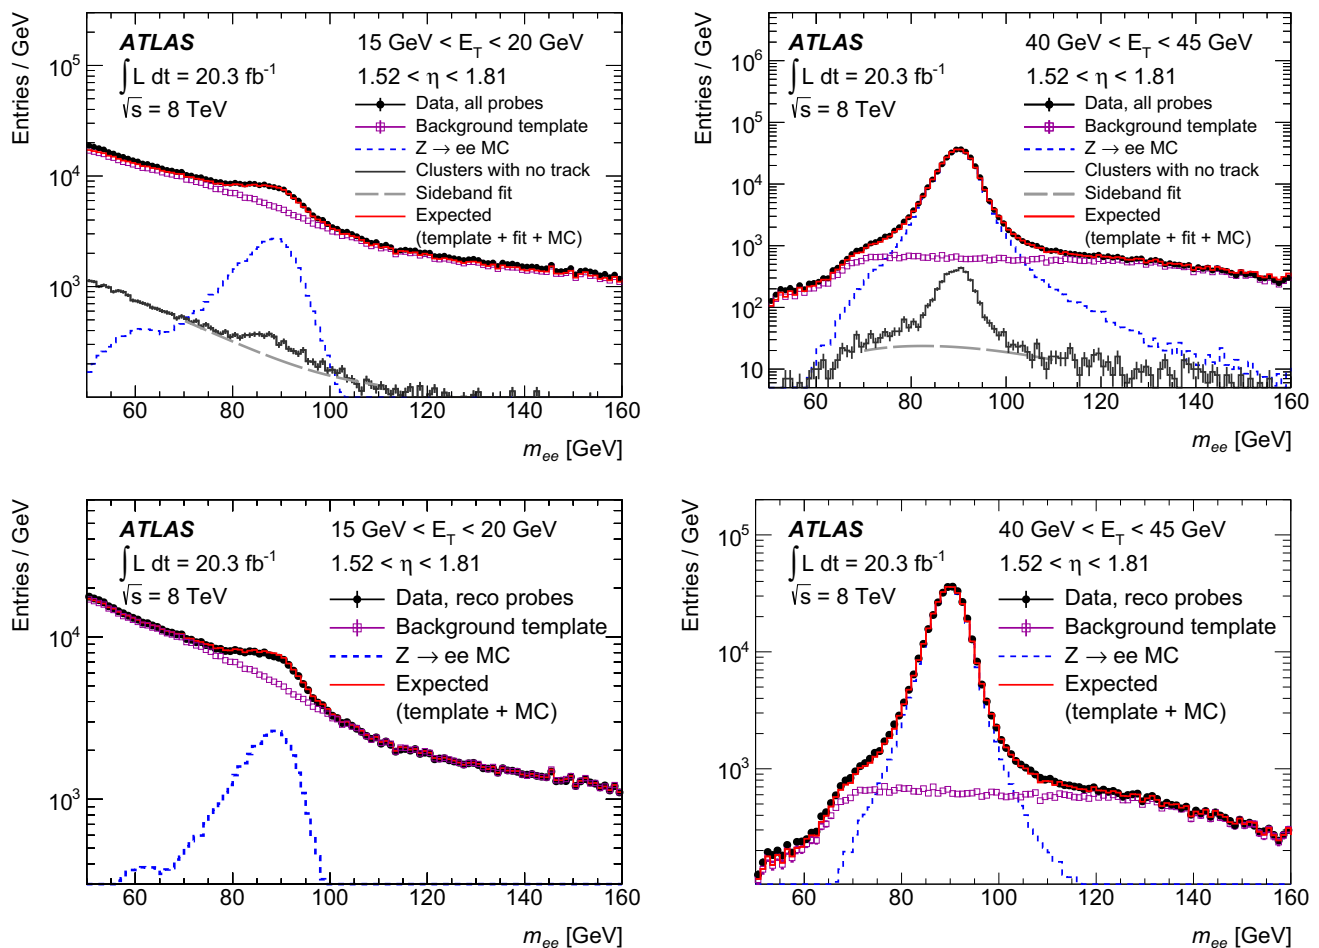 Entries / GeV
10⁵
10⁴
10³
ATLAS
15 GeV < E_T < 20 GeV
∫ L dt = 20.3 fb⁻¹
1.52 < η < 1.81
√s = 8 TeV
Data, all probes
Background template
Z → ee MC
Clusters with no track
Sideband fit
Expected
(template + fit + MC)
60 80 100 120 140 160
m_ee [GeV]
Entries / GeV
10⁶
10⁵
10⁴
10³
10²
10
ATLAS
40 GeV < E_T < 45 GeV
∫ L dt = 20.3 fb⁻¹
1.52 < η < 1.81
√s = 8 TeV
Data, all probes
Background template
Z → ee MC
Clusters with no track
Sideband fit
Expected
(template + fit + MC)
60 80 100 120 140 160
m_ee [GeV]
Entries / GeV
10⁴
10³
ATLAS
15 GeV < E_T < 20 GeV
∫ L dt = 20.3 fb⁻¹
1.52 < η < 1.81
√s = 8 TeV
Data, reco probes
Background template
Z → ee MC
Expected
(template + MC)
60 80 100 120 140 160
m_ee [GeV]
Entries / GeV
10⁵
10⁴
10³
ATLAS
40 GeV < E_T < 45 GeV
∫ L dt = 20.3 fb⁻¹
1.52 < η < 1.81
√s = 8 TeV
Data, reco probes
Background template
Z → ee MC
Expected
(template + MC)
60 80 100 120 140 160
m_ee [GeV]